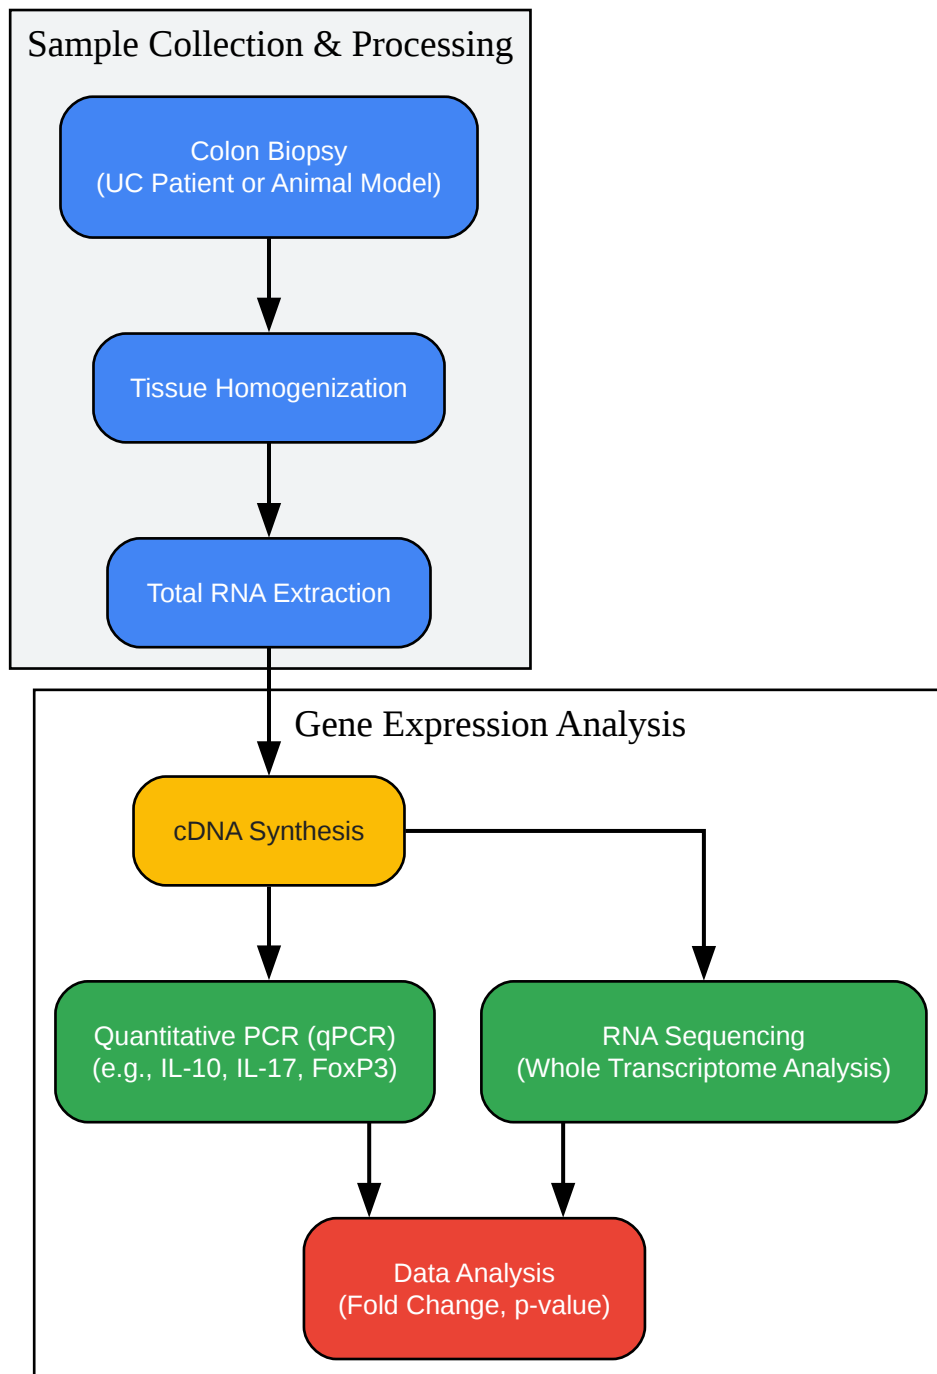 Sample Collection & Processing
Colon Biopsy
(UC Patient or Animal Model)
Tissue Homogenization
Total RNA Extraction
Gene Expression Analysis
cDNA Synthesis
Quantitative PCR (qPCR)
(e.g., IL-10, IL-17, FoxP3)
RNA Sequencing
(Whole Transcriptome Analysis)
Data Analysis
(Fold Change, p-value)